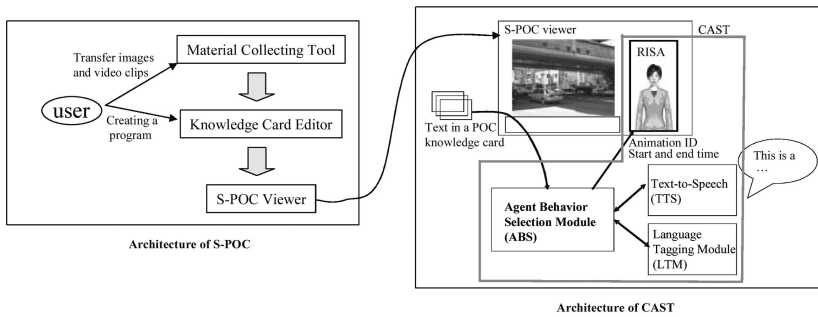 Transfer images
and video clips
Material Collecting Tool
user
Creating a
program
Knowledge Card Editor
S-POC Viewer
Architecture of S-POC
S-POC viewer
CAST
RISA
Text in a POC
knowledge card
Animation ID
Start and end time
This is a
…
Agent Behavior
Selection Module
(ABS)
Text-to-Speech
(TTS)
Language
Tagging Module
(LTM)
Architecture of CAST